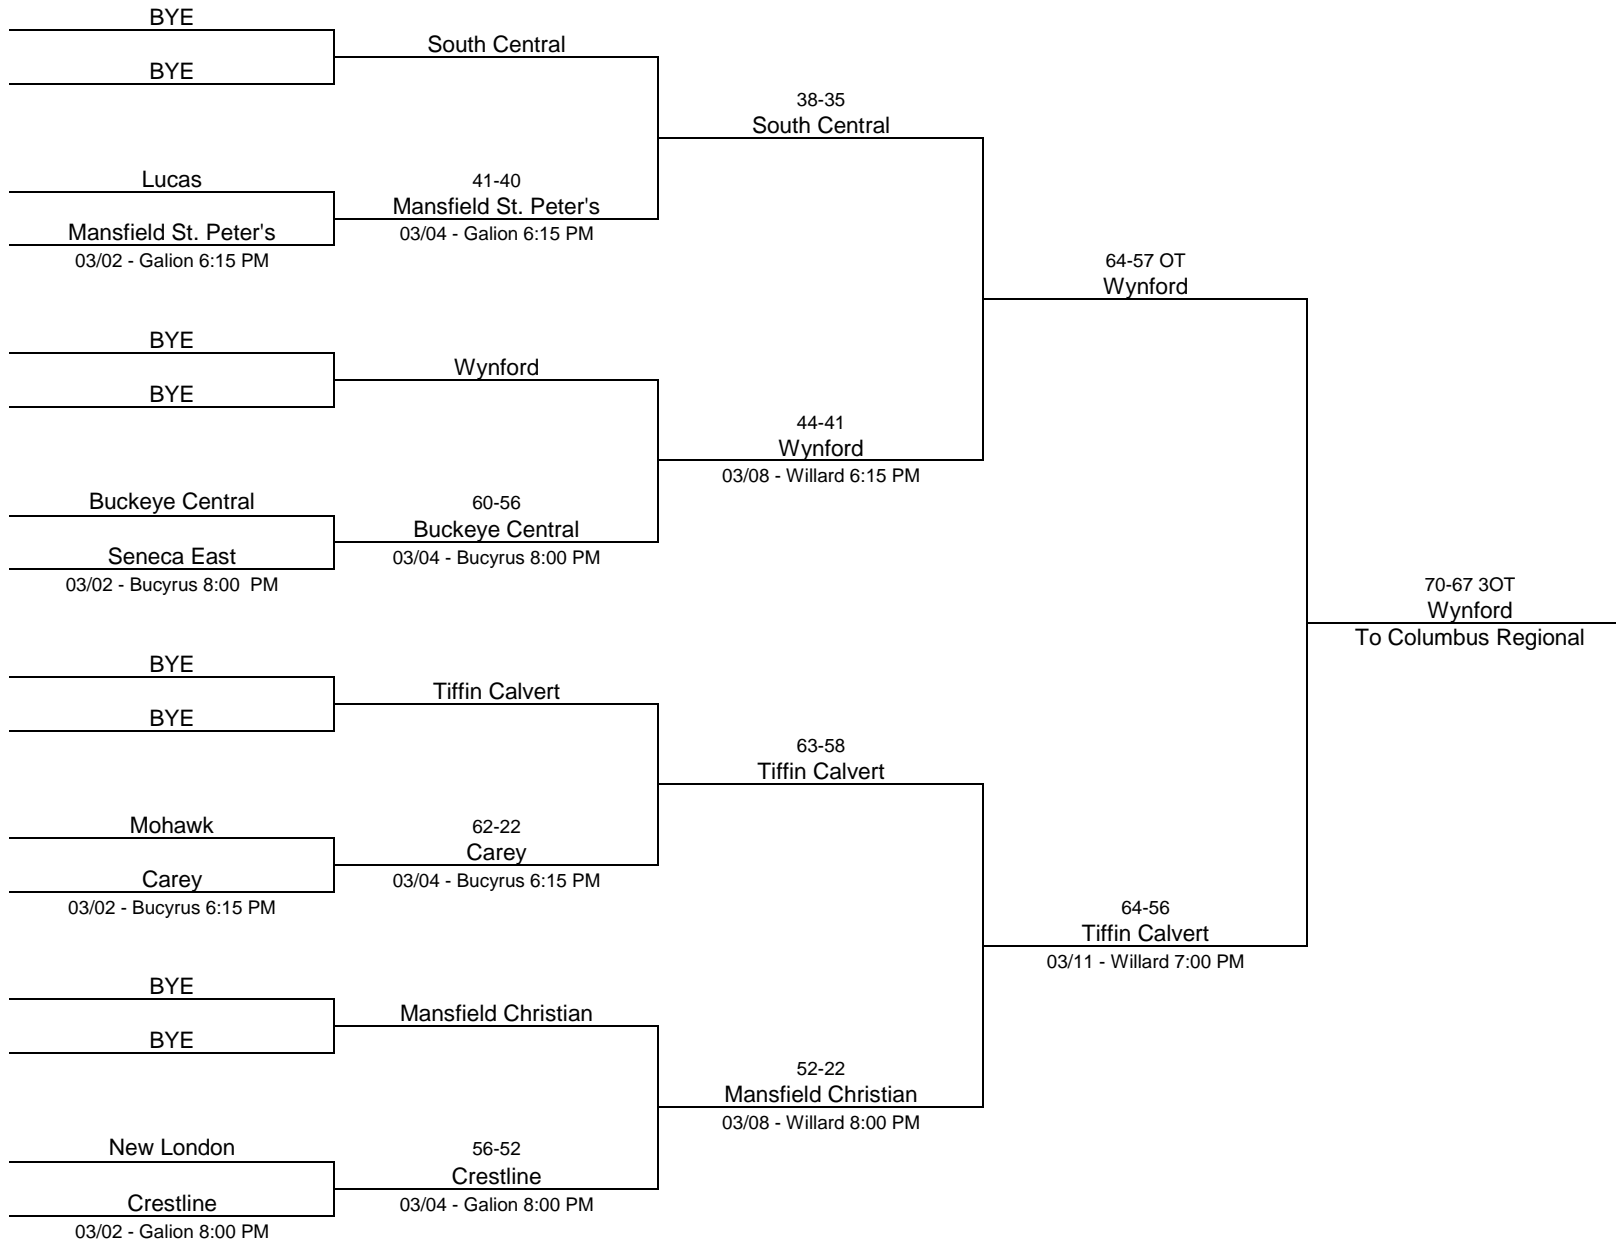 BYE
South Central
BYE
38-35
South Central
Lucas
41-40
Mansfield St. Peter's
Mansfield St. Peter's
03/04 - Galion 6:15 PM
03/02 - Galion 6:15 PM
64-57 OT
Wynford
BYE
Wynford
BYE
44-41
Wynford
03/08 - Willard 6:15 PM
Buckeye Central
60-56
Buckeye Central
Seneca East
03/04 - Bucyrus 8:00 PM
03/02 - Bucyrus 8:00  PM
70-67 3OT
Wynford
To Columbus Regional
BYE
Tiffin Calvert
BYE
63-58
Tiffin Calvert
Mohawk
62-22
Carey
Carey
03/04 - Bucyrus 6:15 PM
03/02 - Bucyrus 6:15 PM
64-56
Tiffin Calvert
03/11 - Willard 7:00 PM
BYE
Mansfield Christian
BYE
52-22
Mansfield Christian
03/08 - Willard 8:00 PM
New London
56-52
Crestline
Crestline
03/04 - Galion 8:00 PM
03/02 - Galion 8:00 PM